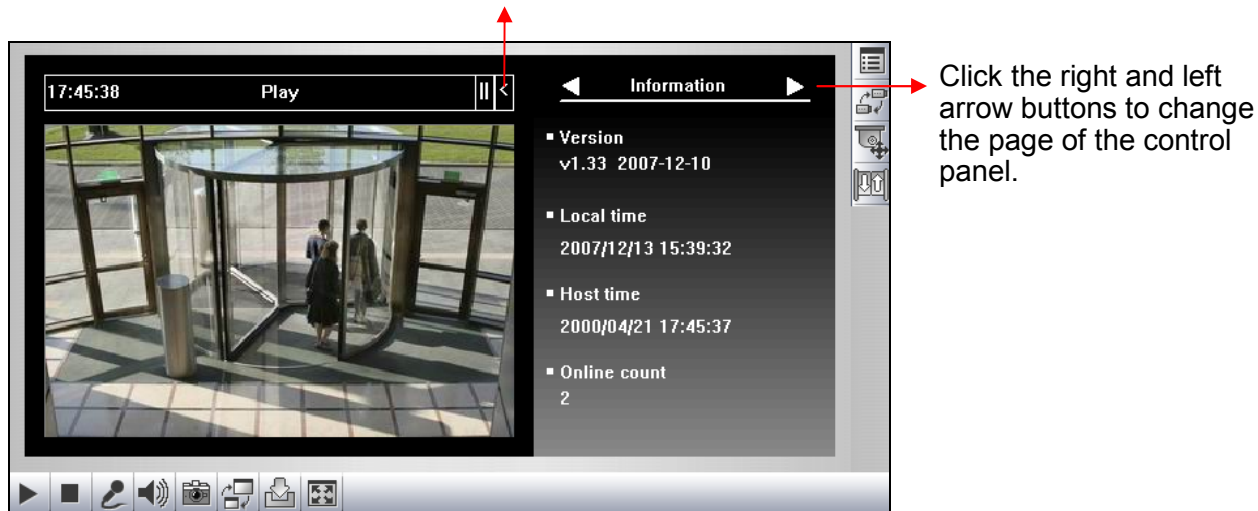 17:45:38 Play || <
Information
Version
v1.33 2007-12-10
Local time
2007/12/13 15:39:32
Host time
2000/04/21 17:45:37
Online count
2
Click the right and left
arrow buttons to change
the page of the control
panel.